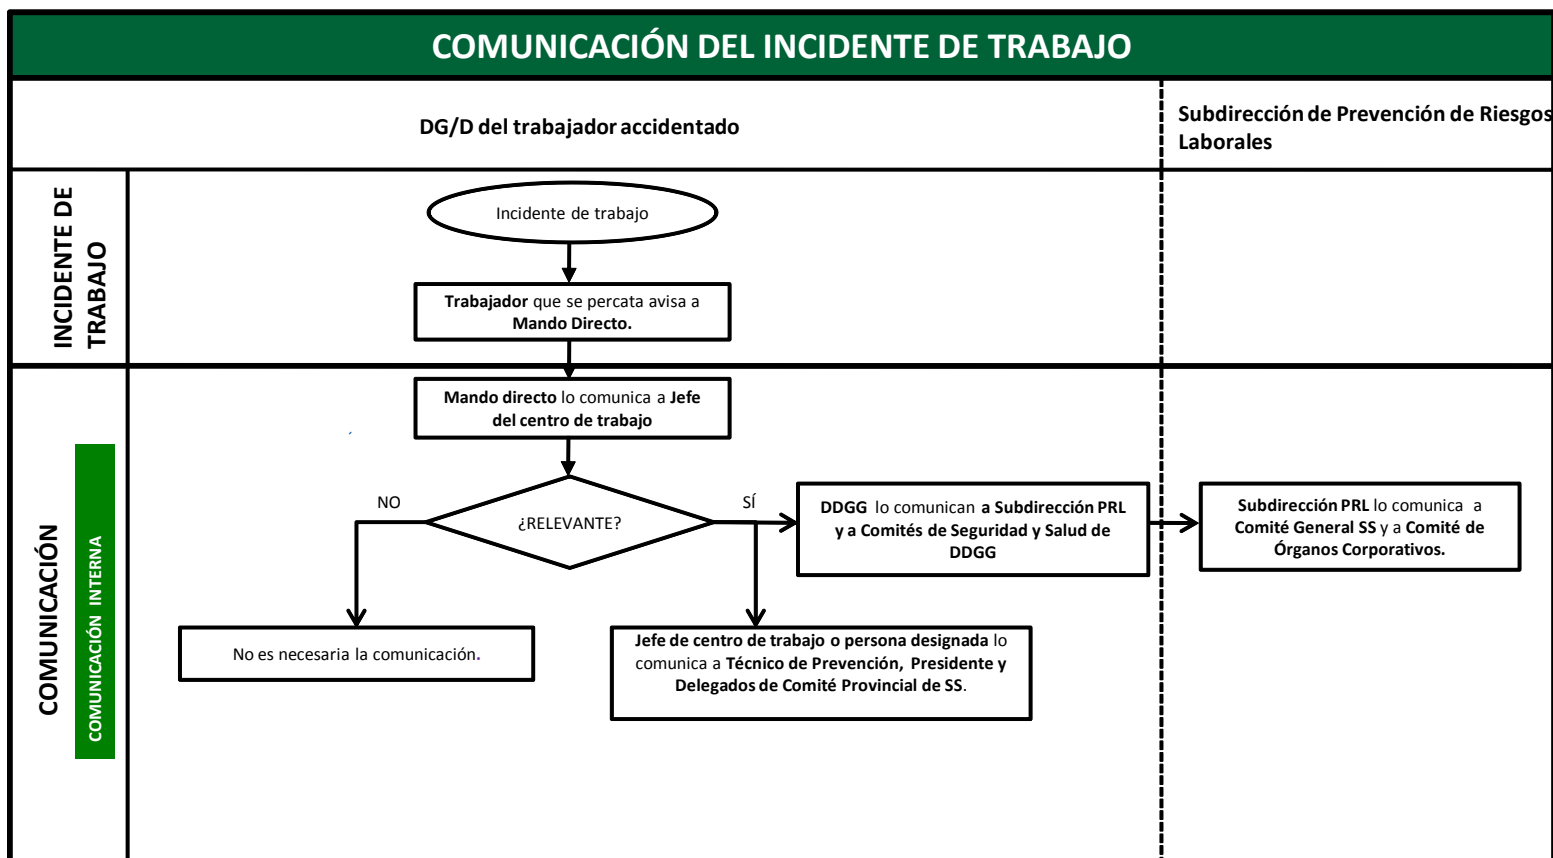 COMUNICACIÓN DEL INCIDENTE DE TRABAJO
DG/D del trabajador accidentado
Subdirección de Prevención de Riesgos
Laborales
INCIDENTE DE
TRABAJO
Incidente de trabajo
Trabajador que se percata avisa a
Mando Directo.
COMUNICACIÓN
COMUNICACIÓN INTERNA
Mando directo lo comunica a Jefe
del centro de trabajo
¿RELEVANTE?
NO
SÍ
DDGG lo comunican a Subdirección PRL
y a Comités de Seguridad y Salud de
DDGG
Subdirección PRL lo comunica a
Comité General SS y a Comité de
Órganos Corporativos.
No es necesaria la comunicación.
Jefe de centro de trabajo o persona designada lo
comunica a Técnico de Prevención, Presidente y
Delegados de Comité Provincial de SS.